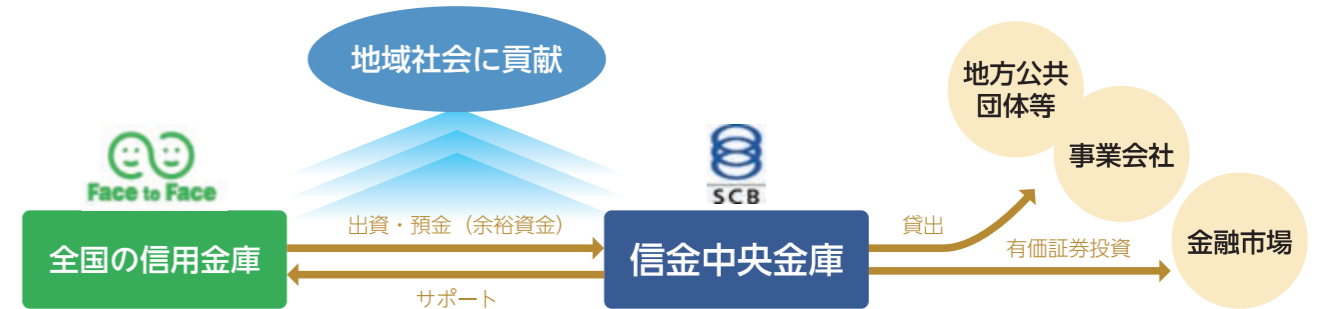 地域社会に貢献
地方公共
団体等
事業会社
Face to Face
SCB
出資・預金（余裕資金）
貸出
全国の信用金庫
信金中央金庫
有価証券投資
金融市場
サポート